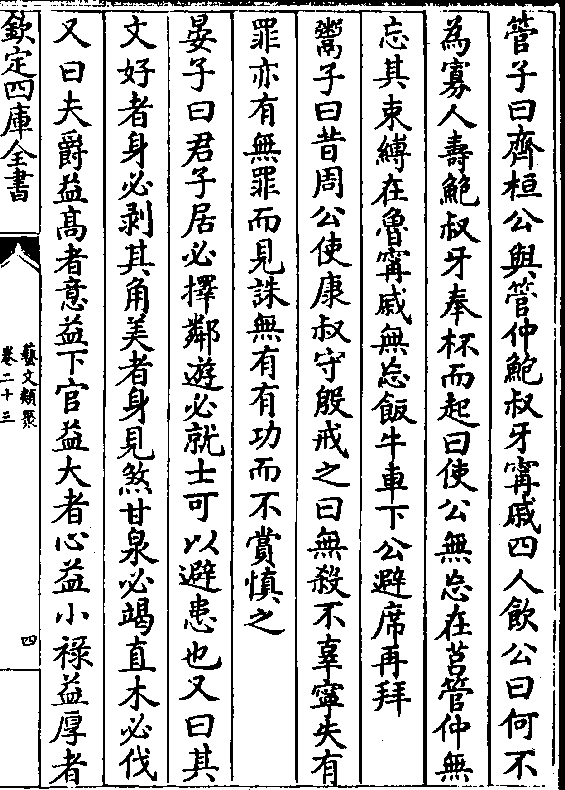 管子曰齊桓公與管仲鮑叔牙甯戚四人飲公曰何不
為寡人壽鮑叔牙奉杯而起曰使公無忘在莒管仲無
忘其束縛在魯甯戚無忘飯牛車下公避席再拜
鬻子曰昔周公使康叔守殷戒之曰無殺不辜寧失有
罪亦有無罪而見誅無有有功而不賞慎之
晏子曰君子居必擇鄰遊必就士可以避患也又曰其
文好者身必剥其角美者身見煞甘泉必竭直木必伐
又曰夫爵益高者意益下官益大者心益小祿益厚者
欽定四庫全書
藝文類聚
卷二十三
四